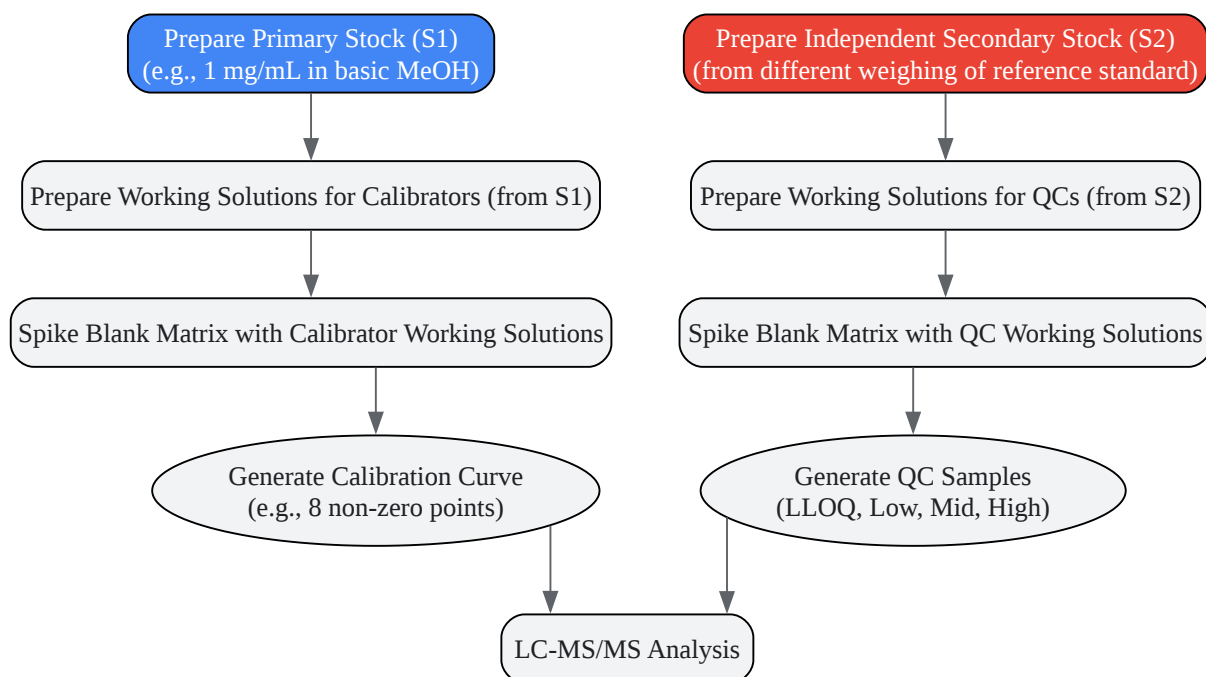 Prepare Primary Stock (S1)
(e.g., 1 mg/mL in basic MeOH)
Prepare Independent Secondary Stock (S2)
(from different weighing of reference standard)
Prepare Working Solutions for Calibrators (from S1)
Prepare Working Solutions for QCs (from S2)
Spike Blank Matrix with Calibrator Working Solutions
Spike Blank Matrix with QC Working Solutions
Generate Calibration Curve
(e.g., 8 non-zero points)
Generate QC Samples
(LLOQ, Low, Mid, High)
LC-MS/MS Analysis